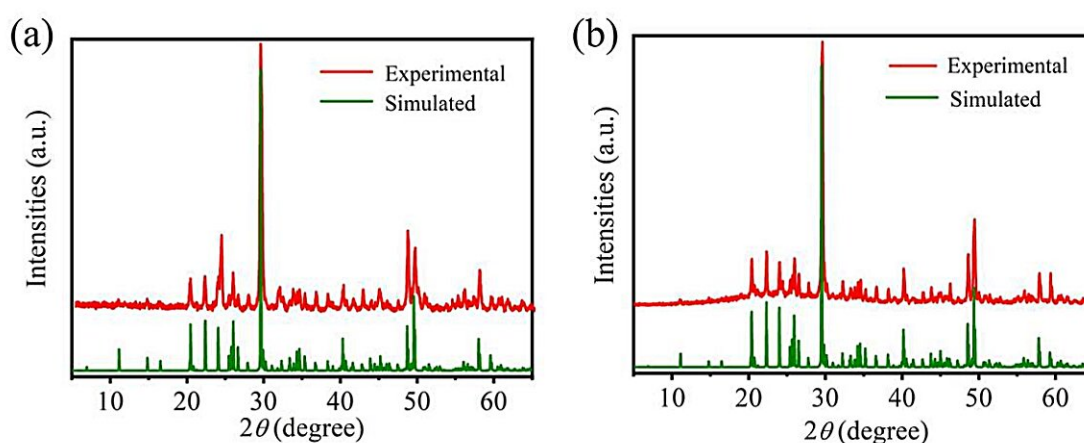 (a)
Intensities (a.u.)
Experimental
Simulated
10 20 30 40 50 60
2θ (degree)
(b)
Intensities (a.u.)
Experimental
Simulated
10 20 30 40 50 60
2θ (degree)